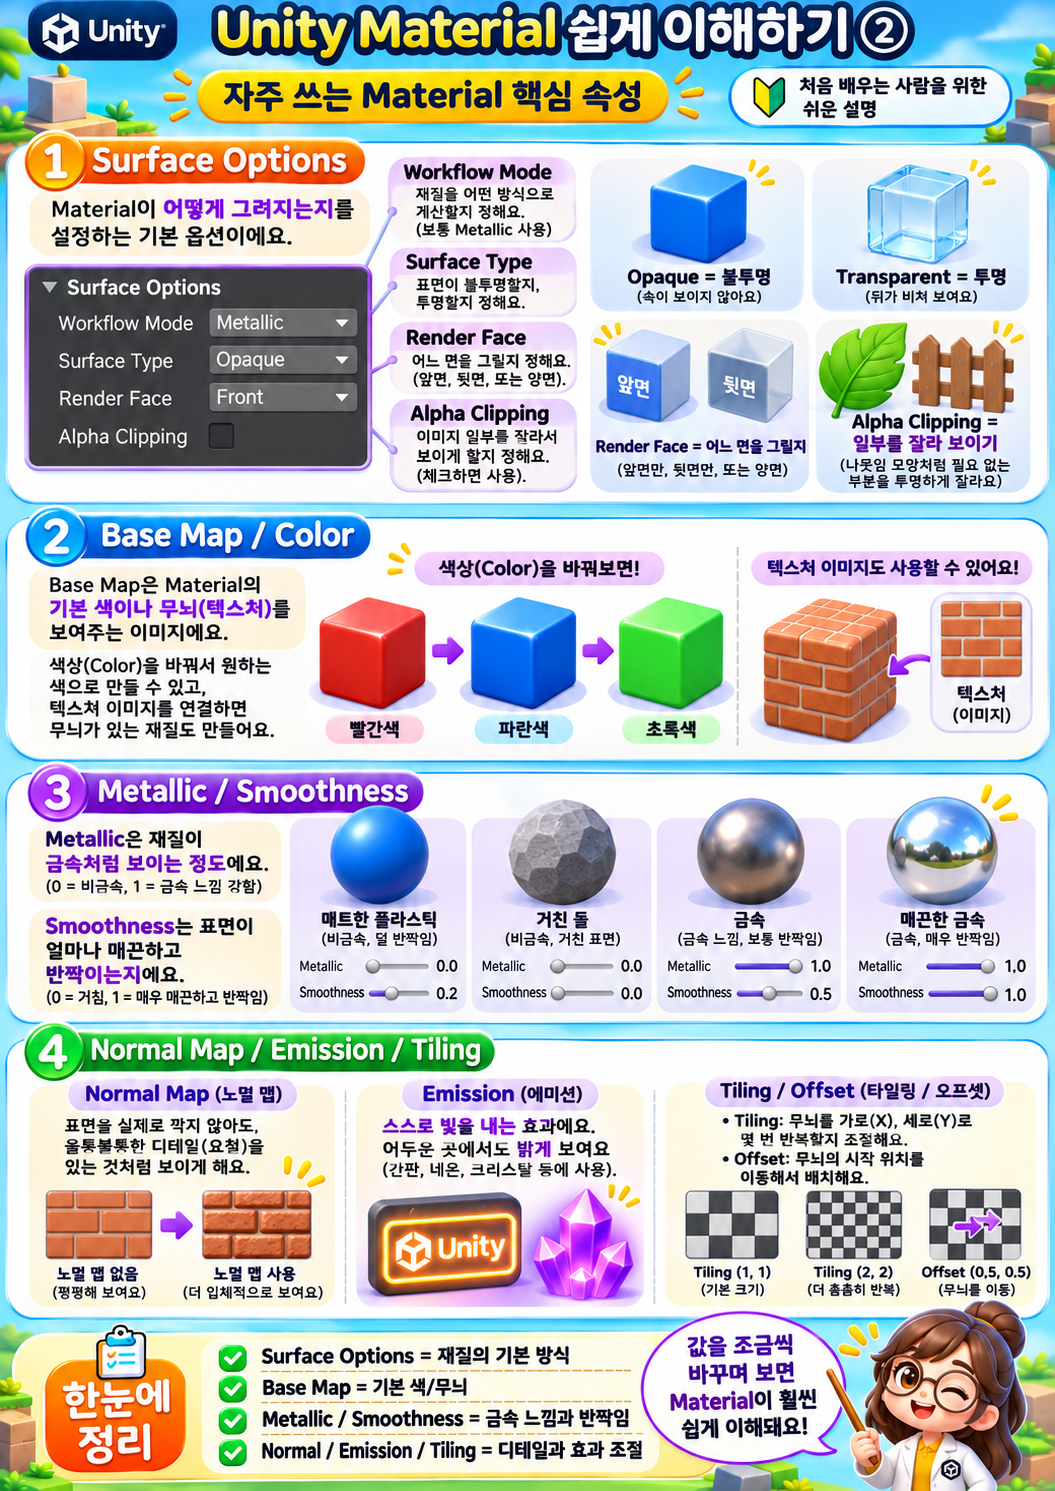 Unity
Unity Material 쉽게 이해하기 ②
자주 쓰는 Material 핵심 속성
처음 배우는 사람을 위한
쉬운 설명
1 Surface Options
Material이 어떻게 그려지는지를
설정하는 기본 옵션이에요.
Surface Options
Workflow Mode Metallic
Surface Type Opaque
Render Face Front
Alpha Clipping
Workflow Mode
재질을 어떤 방식으로
계산할지 정해요.
(보통 Metallic 사용)
Surface Type
표면이 불투명할지,
투명할지 정해요.
Render Face
어느 면을 그릴지 정해요.
(앞면, 뒷면, 또는 양면).
Alpha Clipping
이미지 일부를 잘라서
보이게 할지 정해요.
(체크하면 사용).
Opaque = 불투명
(속이 보이지 않아요)
Transparent = 투명
(뒤가 비쳐 보여요)
앞면
뒷면
Render Face = 어느 면을 그릴지
(앞면만, 뒷면만, 또는 양면)
Alpha Clipping =
일부를 잘라 보이기
(나뭇잎 모양처럼 필요 없는
부분을 투명하게 잘라요)
2 Base Map / Color
Base Map은 Material의
기본 색이나 무늬(텍스처)를
보여주는 이미지에요.
색상(Color)을 바꿔서 원하는
색으로 만들 수 있고,
텍스쳐 이미지를 연결하면
무늬가 있는 재질도 만들어요.
색상(Color)을 바꿔보면!
빨간색
파란색
초록색
텍스처 이미지도 사용할 수 있어요!
텍스처
(이미지)
3 Metallic / Smoothness
Metallic은 재질이
금속처럼 보이는 정도에요.
(0 = 비금속, 1 = 금속 느낌 강함)
Smoothness는 표면이
얼마나 매끈하고
반짝이는지에요.
(0 = 거침, 1 = 매우 매끈하고 반짝임)
매트한 플라스틱
(비금속, 덜 반짝임)
Metallic 0.0
Smoothness 0.2
거친 돌
(비금속, 거친 표면)
Metallic 0.0
Smoothness 0.0
금속
(금속 느낌, 보통 반짝임)
Metallic 1.0
Smoothness 0.5
매끈한 금속
(금속, 매우 반짝임)
Metallic 1,0
Smoothness 1.0
4 Normal Map / Emission / Tiling
Normal Map (노멀 맵)
표면을 실제로 깍지 않아도,
울퉁불퉁한 디테일(요철)을
있는 것처럼 보이게 해요.
노멀 맵 없음
(평평해 보여요)
노멀 맵 사용
(더 입체적으로 보여요)
Emission (에미션)
스스로 빛을 내는 효과에요.
어두운 곳에서도 밝게 보여요
(간판, 네온, 크리스탈 등에 사용).
Unity
Tiling / Offset (타일링 / 오프셋)
• Tiling: 무늬를 가로(X), 세로(Y)로
몇 번 반복할지 조절해요.
• Offset: 무늬의 시작 위치를
이동해서 배치해요.
Tiling (1, 1)
(기본 크기)
Tiling (2, 2)
(더 촘촘히 반복)
Offset (0,5, 0.5)
(무늬를 이동)
한눈에
정리
Surface Options = 재질의 기본 방식
Base Map = 기본 색/무늬
Metallic / Smoothness = 금속 느낌과 반짝임
Normal / Emission / Tiling = 디테일과 효과 조절
값을 조금씩
바꾸며 보면
Material이 훨씬
쉽게 이해돼요!